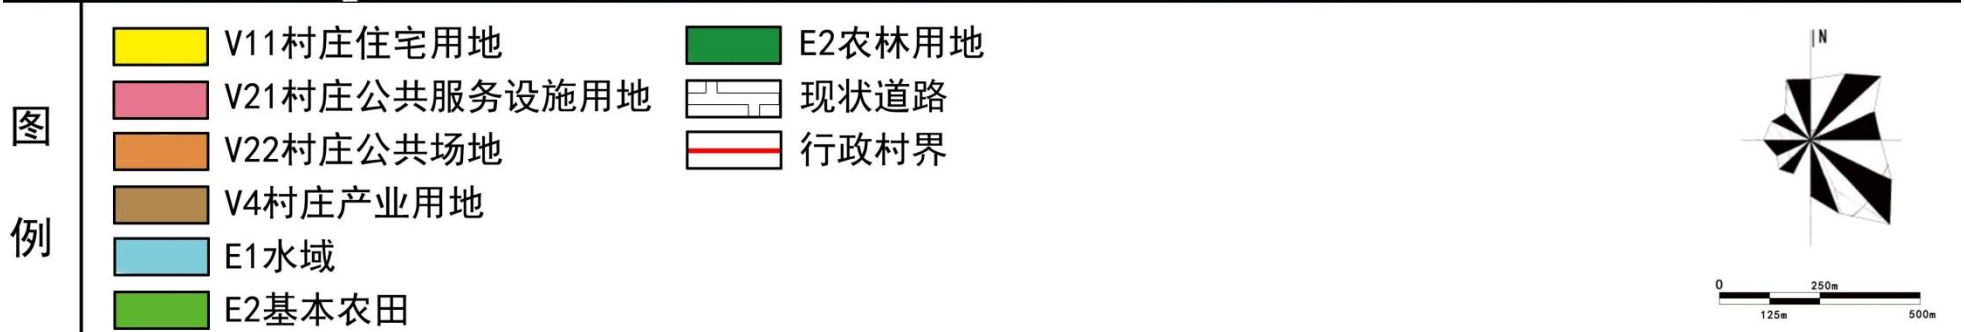 图例
V11村庄住宅用地
V21村庄公共服务设施用地
V22村庄公共场地
V4村庄产业用地
E1水域
E2基本农田
E2农林用地
现状道路
行政村界
N
0
250m
125m
500m